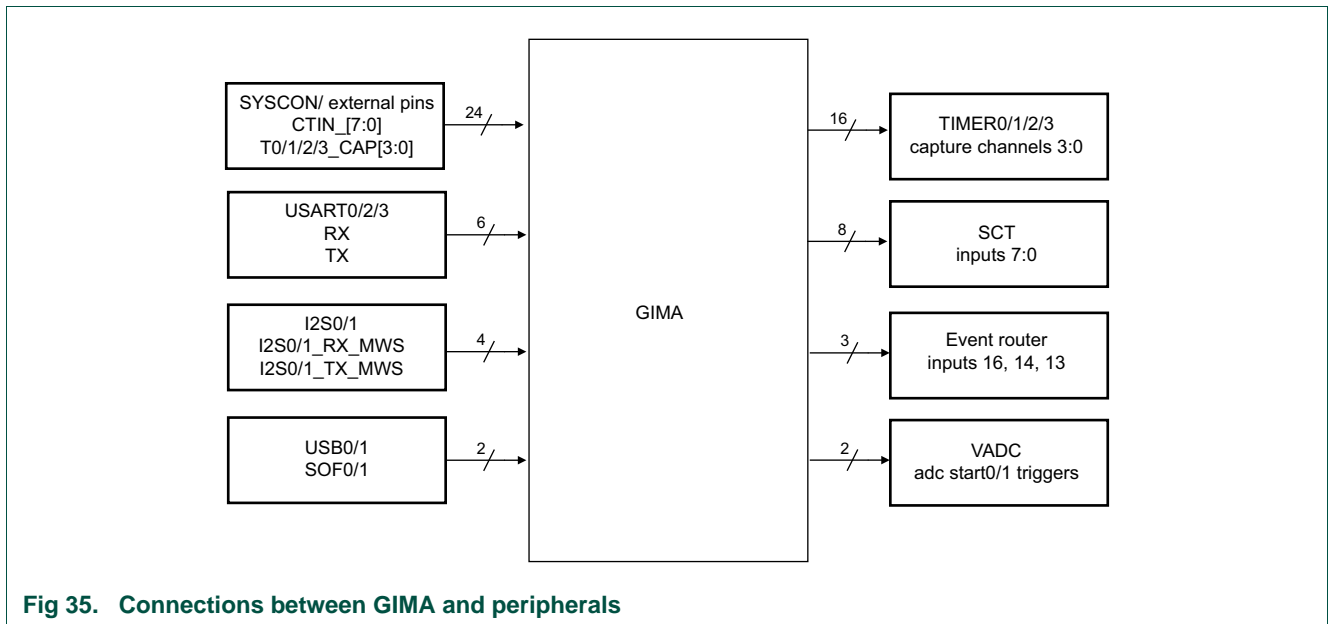 SYSCON/ external pins
CTIN_[7:0]
T0/1/2/3_CAP[3:0]
24
USART0/2/3
RX
TX
6
I2S0/1
I2S0/1_RX_MWS
I2S0/1_TX_MWS
4
USB0/1
SOF0/1
2
GIMA
16
TIMER0/1/2/3
capture channels 3:0
8
SCT
inputs 7:0
3
Event router
inputs 16, 14, 13
2
VADC
adc start0/1 triggers
Fig 35. Connections between GIMA and peripherals